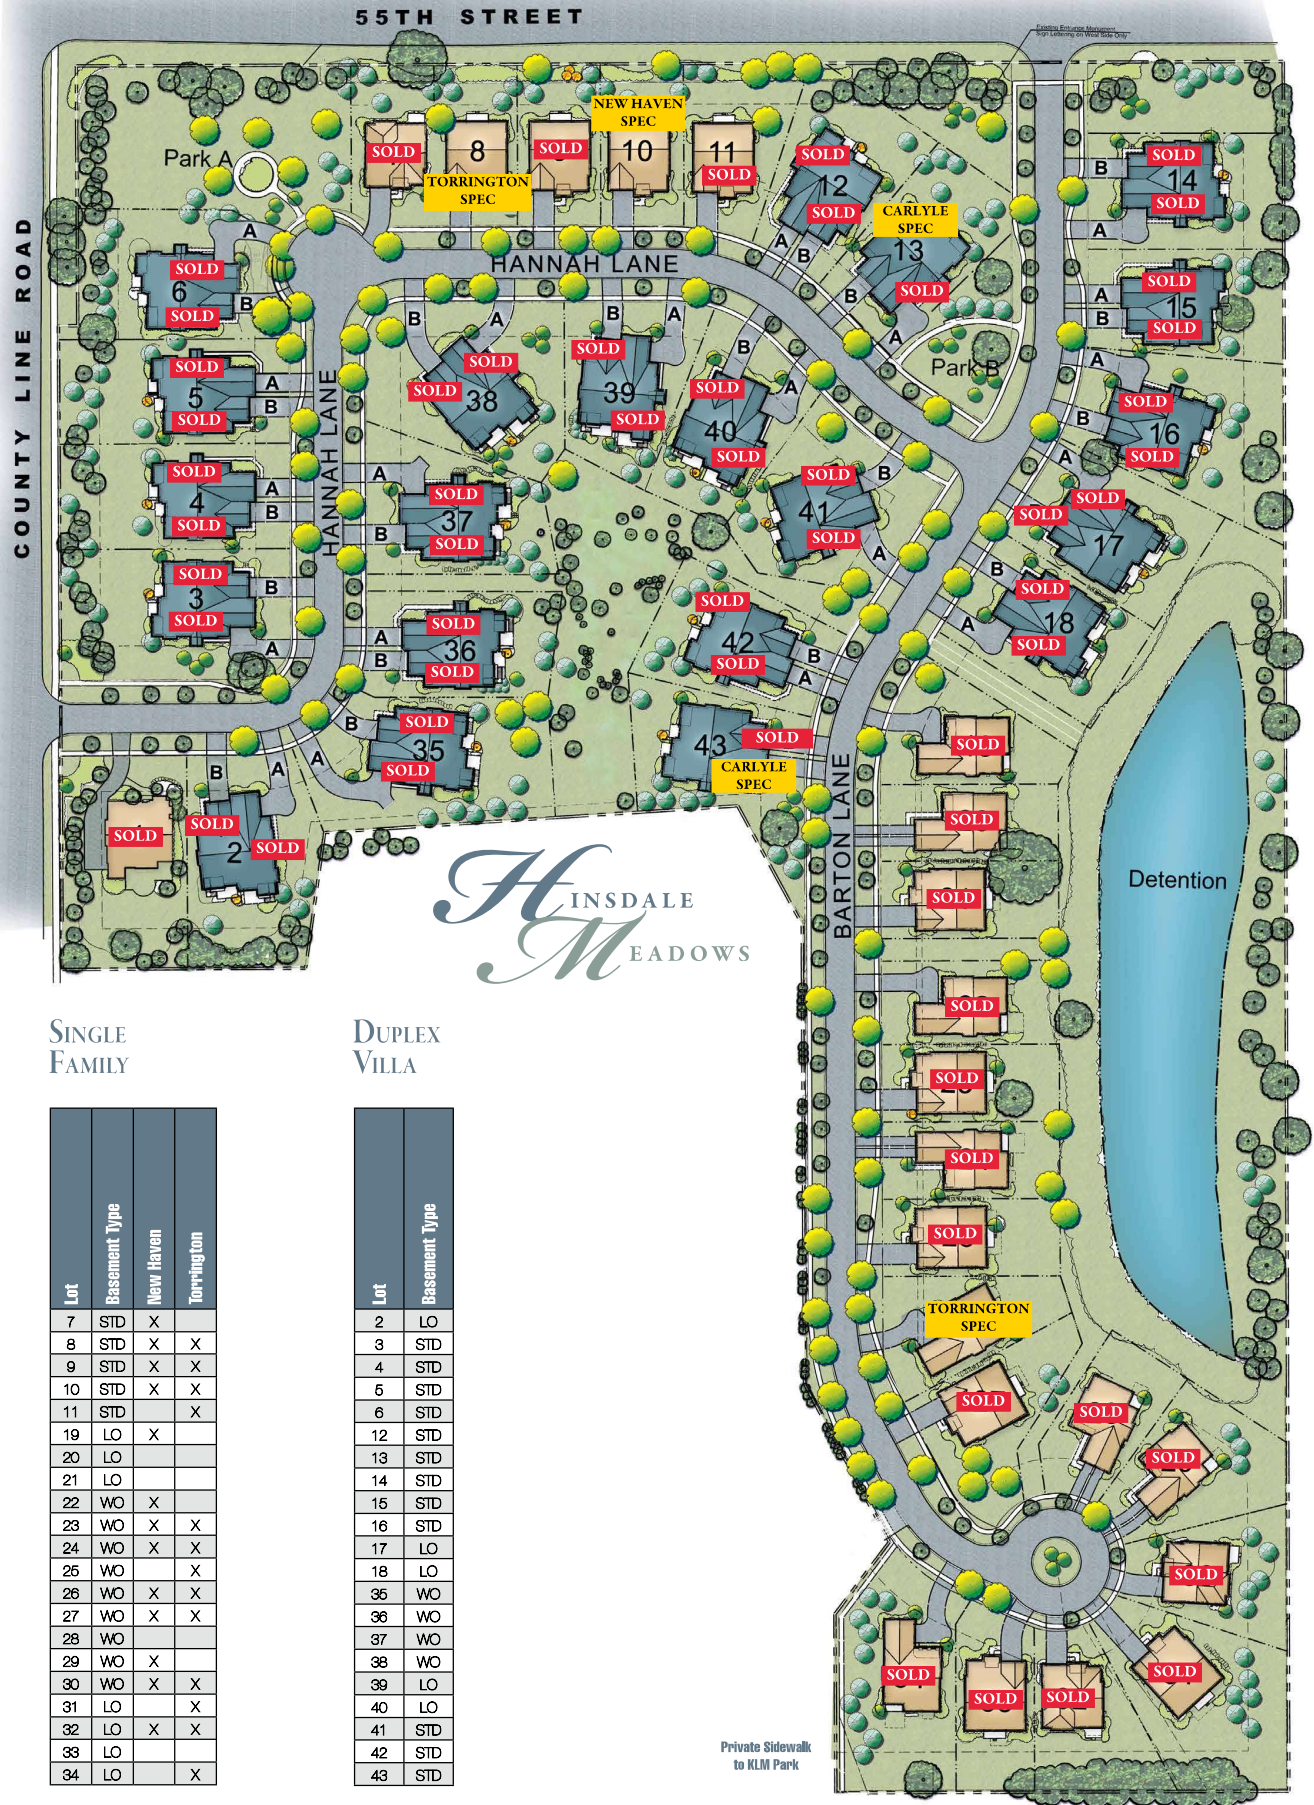 55TH STREET
Existing Entrance Monument
Sign Lettering on West Side Only
COUNTY LINE ROAD
Park A
SOLD
8
TORRINGTON
SPEC
SOLD
NEW HAVEN
SPEC
10
11
SOLD
SOLD
12
SOLD
CARLYLE
SPEC
13
SOLD
SOLD
14
SOLD
B
A
A
B
B
A
SOLD
15
SOLD
A
B
Park B
HANNAH LANE
A
SOLD
6
SOLD
B
SOLD
5
SOLD
A
B
SOLD
4
SOLD
A
B
SOLD
3
SOLD
B
A
HANNAH LANE
B
A
SOLD
SOLD
38
B
A
SOLD
39
SOLD
B
A
SOLD
40
SOLD
SOLD
41
SOLD
B
A
A
B
SOLD
16
SOLD
A
SOLD
SOLD
17
B
A
SOLD
18
SOLD
A
B
SOLD
37
SOLD
A
B
SOLD
36
SOLD
B
A
SOLD
35
SOLD
SOLD
42
SOLD
B
A
43
SOLD
CARLYLE
SPEC
SOLD
B
A
SOLD
2
SOLD
BARTON LANE
Detention
SOLD
SOLD
SOLD
SOLD
SOLD
SOLD
SOLD
TORRINGTON
SPEC
SOLD
SOLD
SOLD
SOLD
SOLD
SOLD
SOLD
SOLD
HINSDALE
MEADOWS
Private Sidewalk
to KLM Park
SINGLE
FAMILY
Lot Basement Type New Haven Torrington
7 STD X
8 STD X X
9 STD X X
10 STD X X
11 STD X
19 LO X
20 LO
21 LO
22 WO X
23 WO X X
24 WO X X
25 WO X
26 WO X X
27 WO X X
28 WO
29 WO X
30 WO X X
31 LO X
32 LO X X
33 LO
34 LO X
DUPLEX
VILLA
Lot Basement Type
2 LO
3 STD
4 STD
5 STD
6 STD
12 STD
13 STD
14 STD
15 STD
16 STD
17 LO
18 LO
35 WO
36 WO
37 WO
38 WO
39 LO
40 LO
41 STD
42 STD
43 STD